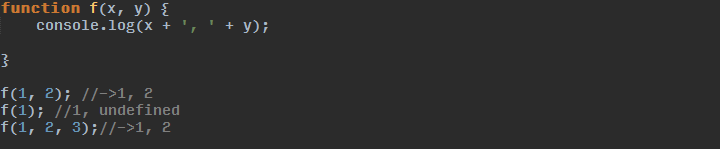 function f(x, y) {
    console.log(x + ', ' + y);
}
f(1, 2); //->1, 2
f(1); //1, undefined
f(1, 2, 3);//->1, 2